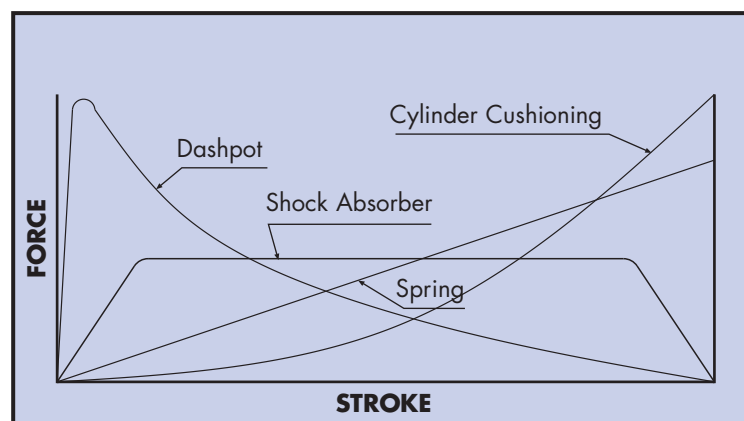 Cylinder Cushioning
Dashpot
Shock Absorber
Spring
FORCE
STROKE